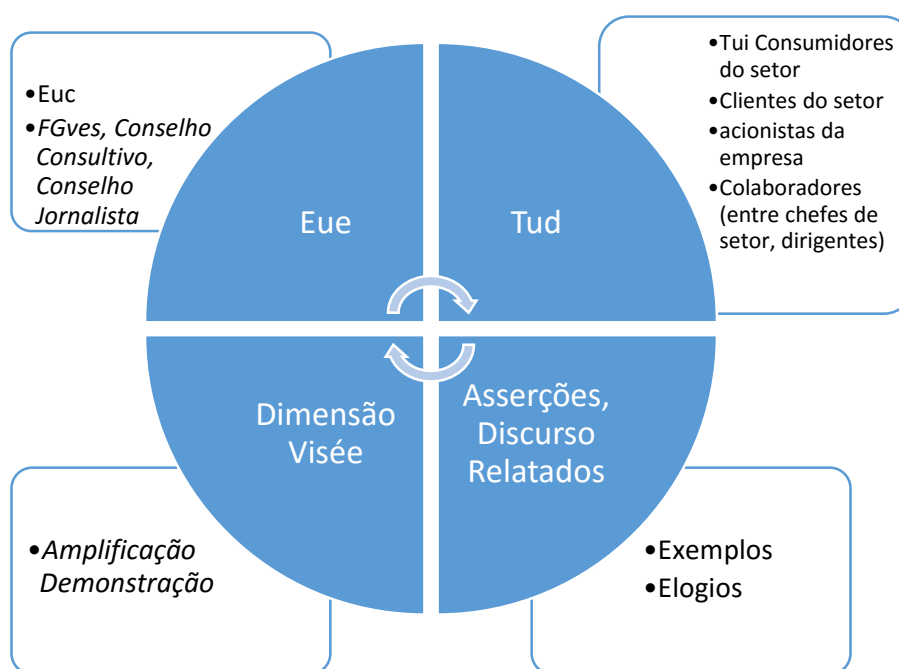 •Euc
•FGves, Conselho
Consultivo,
Conselho
Jornalista
Eue
Tud
•Tui Consumidores
do setor
•Clientes do setor
•acionistas da
empresa
•Colaboradores
(entre chefes de
setor, dirigentes)
Dimensão
Visée
Asserções,
Discurso
Relatados
•Amplificação
Demonstração
•Exemplos
•Elogios